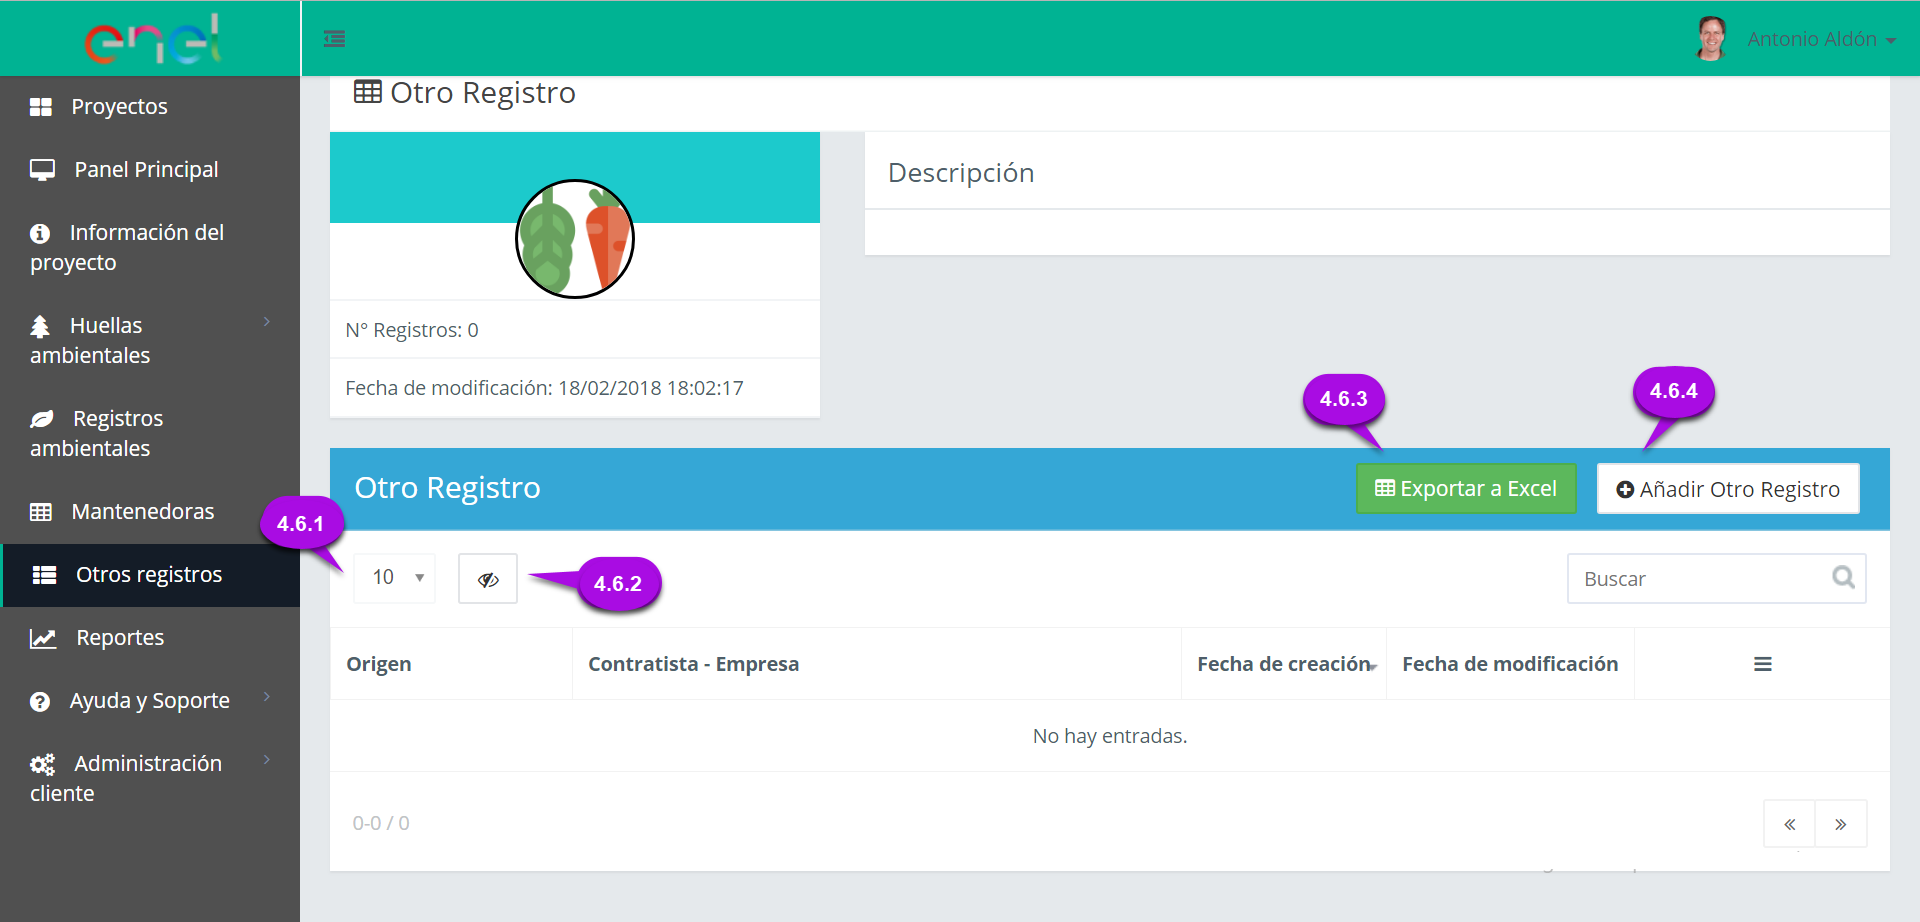 enel
Antonio Aldón
Proyectos
Panel Principal
Información del
proyecto
Huellas
ambientales
Registros
ambientales
Mantenedoras
Otros registros
Reportes
Ayuda y Soporte
Administración
cliente
Otro Registro
Descripción
N° Registros: 0
Fecha de modificación: 18/02/2018 18:02:17
4.6.3
4.6.4
Otro Registro
Exportar a Excel
Añadir Otro Registro
4.6.1
10
4.6.2
Buscar
Origen
Contratista - Empresa
Fecha de creación
Fecha de modificación
No hay entradas.
0-0 / 0
« »